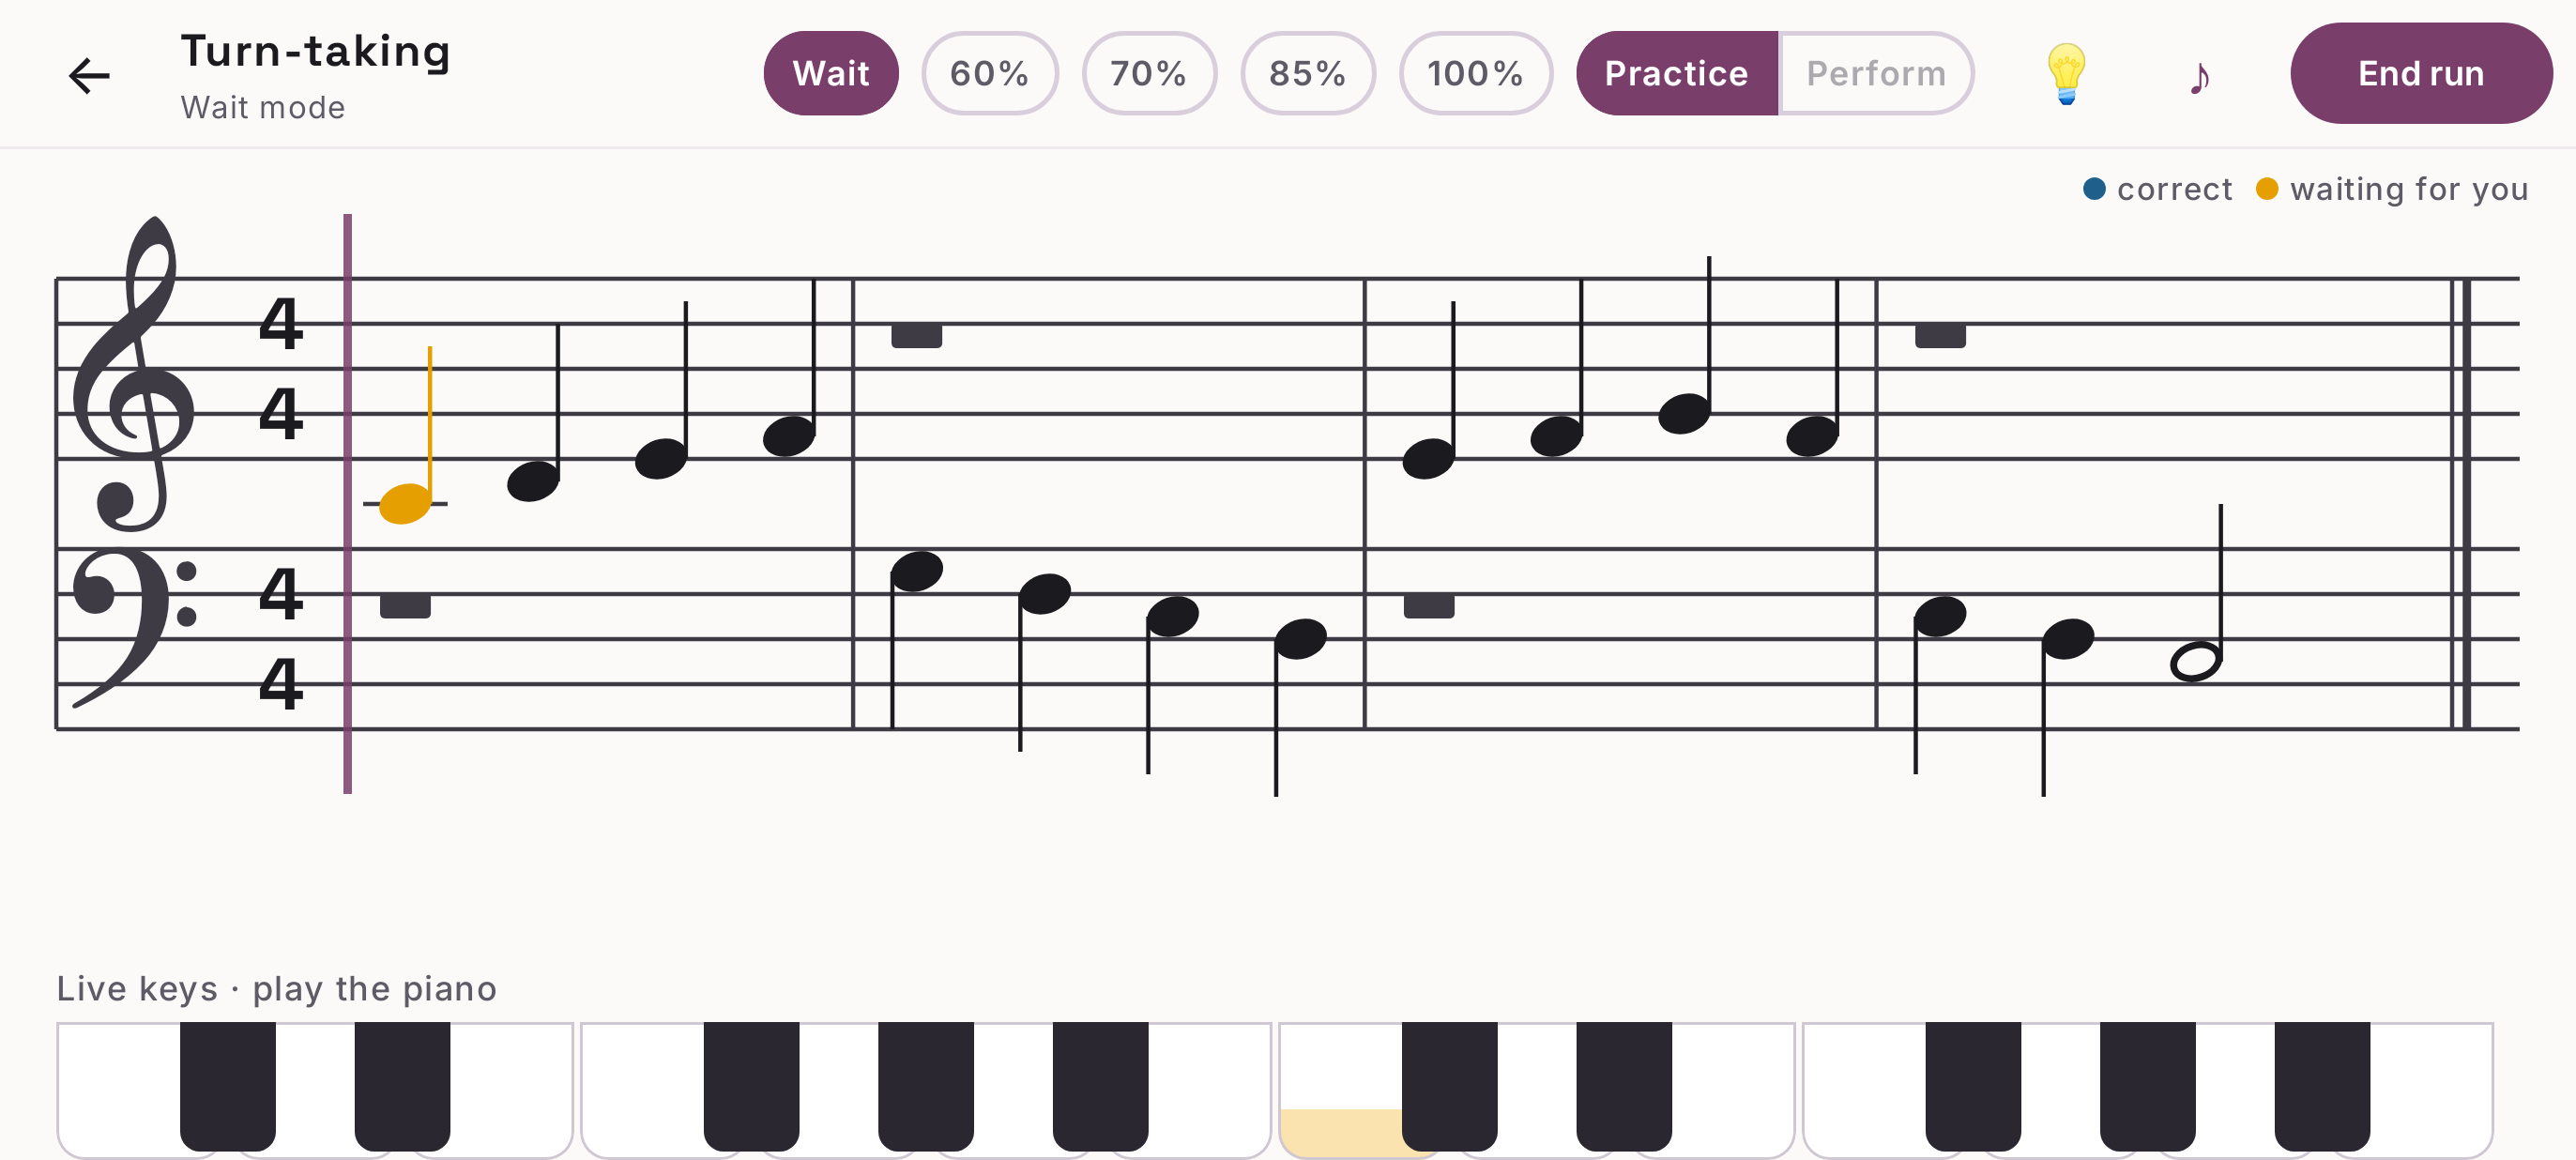 Turn-taking
Wait mode
Wait
60%
70%
85%
100%
Practice
Perform
End run
correct
waiting for you
4
4
4
4
Live keys · play the piano